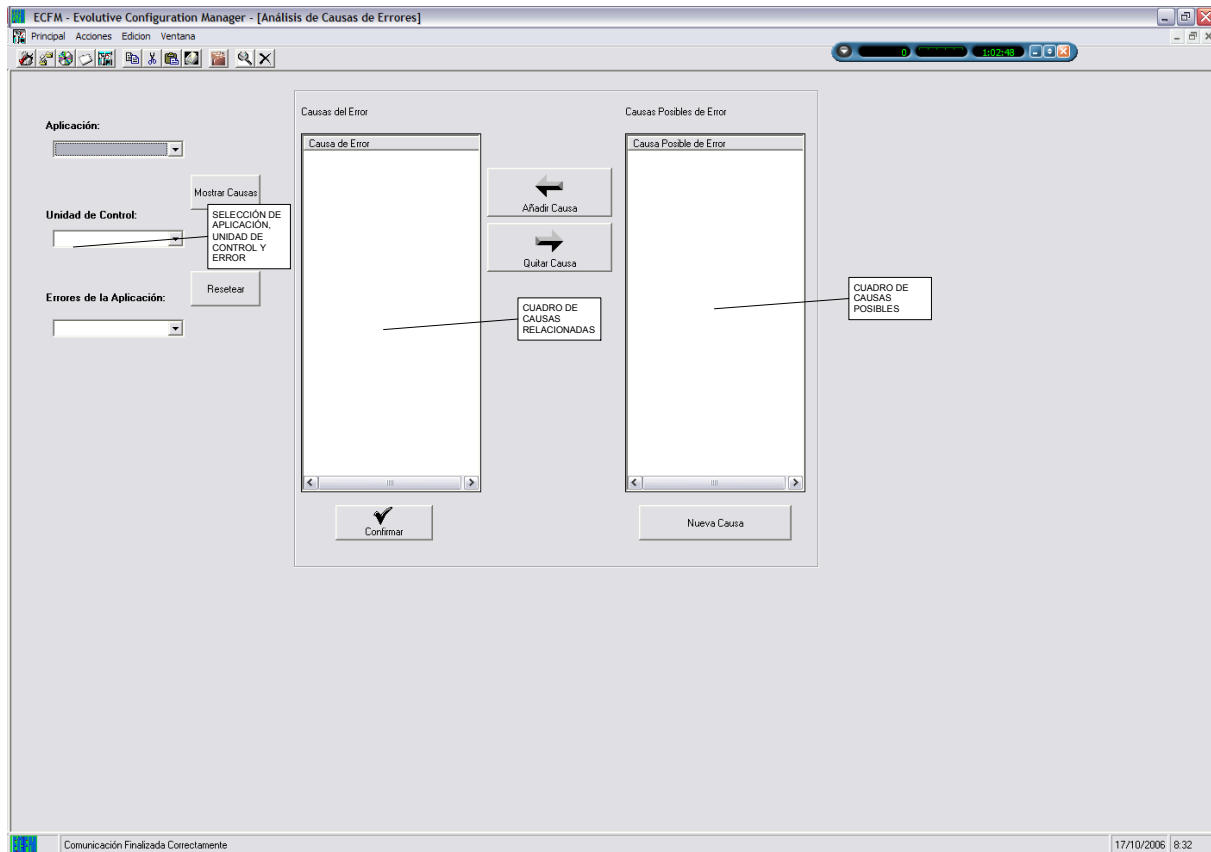 ECFM - Evolutive Configuration Manager - [Análisis de Causas de Errores]
Principal Acciones Edicion Ventana
0 1:02:48
Causas del Error
Causas Posibles de Error
Aplicación:
Causa de Error
Causa Posible de Error
Mostrar Causas
Añadir Causa
Unidad de Control:
SELECCIÓN DE
APLICACIÓN,
UNIDAD DE
CONTROL Y
ERROR
Quitar Causa
Resetear
Errores de la Aplicación:
CUADRO DE
CAUSAS
RELACIONADAS
CUADRO DE
CAUSAS
POSIBLES
Confirmar
Nueva Causa
Comunicación Finalizada Correctamente
17/10/2006 8:32